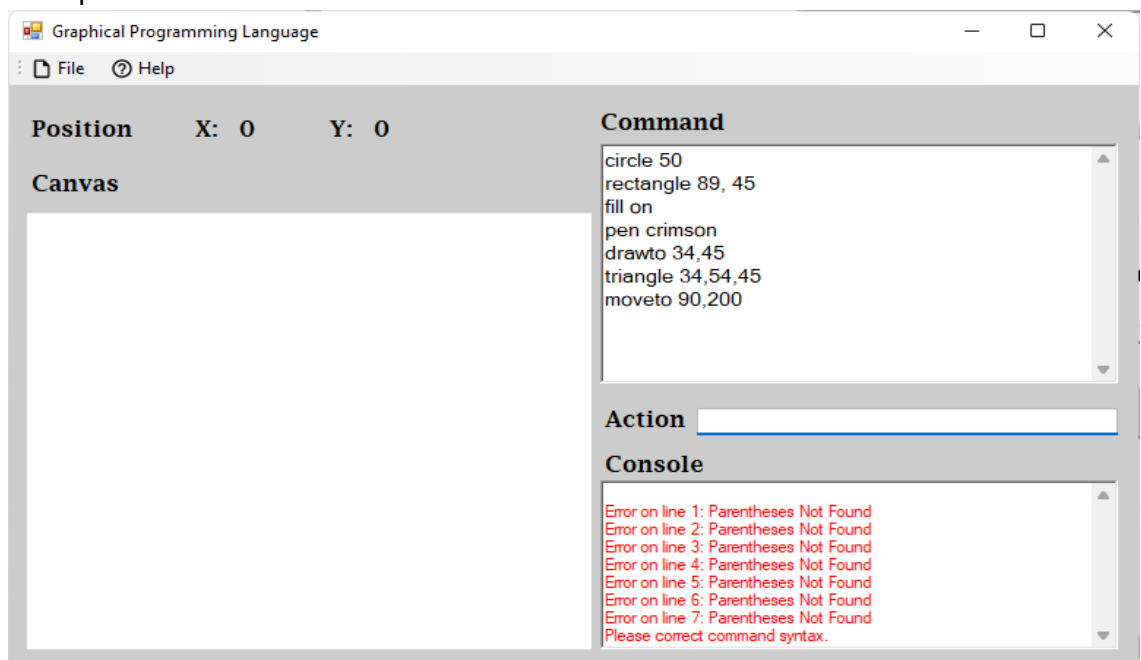 Graphical Programming Language
File Help
Position X: 0 Y: 0
Canvas
Command
circle 50
rectangle 89, 45
fill on
pen crimson
drawto 34,45
triangle 34,54,45
moveto 90,200
Action
Console
Error on line 1: Parentheses Not Found
Error on line 2: Parentheses Not Found
Error on line 3: Parentheses Not Found
Error on line 4: Parentheses Not Found
Error on line 5: Parentheses Not Found
Error on line 6: Parentheses Not Found
Error on line 7: Parentheses Not Found
Please correct command syntax.